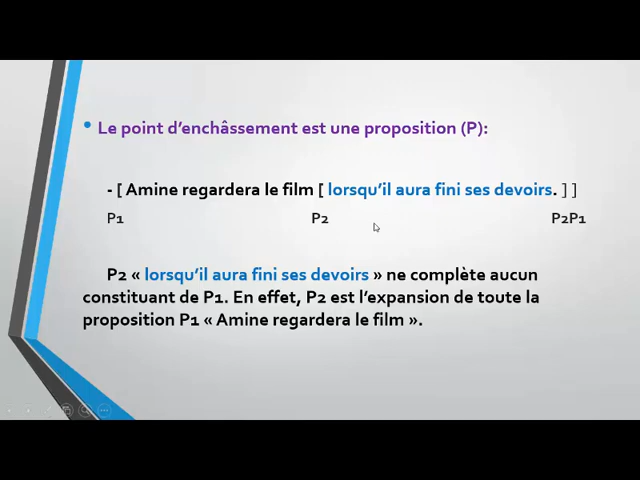 • Le point d’enchâssement est une proposition (P):
- [ Amine regardera le film [ lorsqu’il aura fini ses devoirs. ] ]
P1 P2 P2P1
P2 « lorsqu’il aura fini ses devoirs » ne complète aucun
constituant de P1. En effet, P2 est l’expansion de toute la
proposition P1 « Amine regardera le film ».